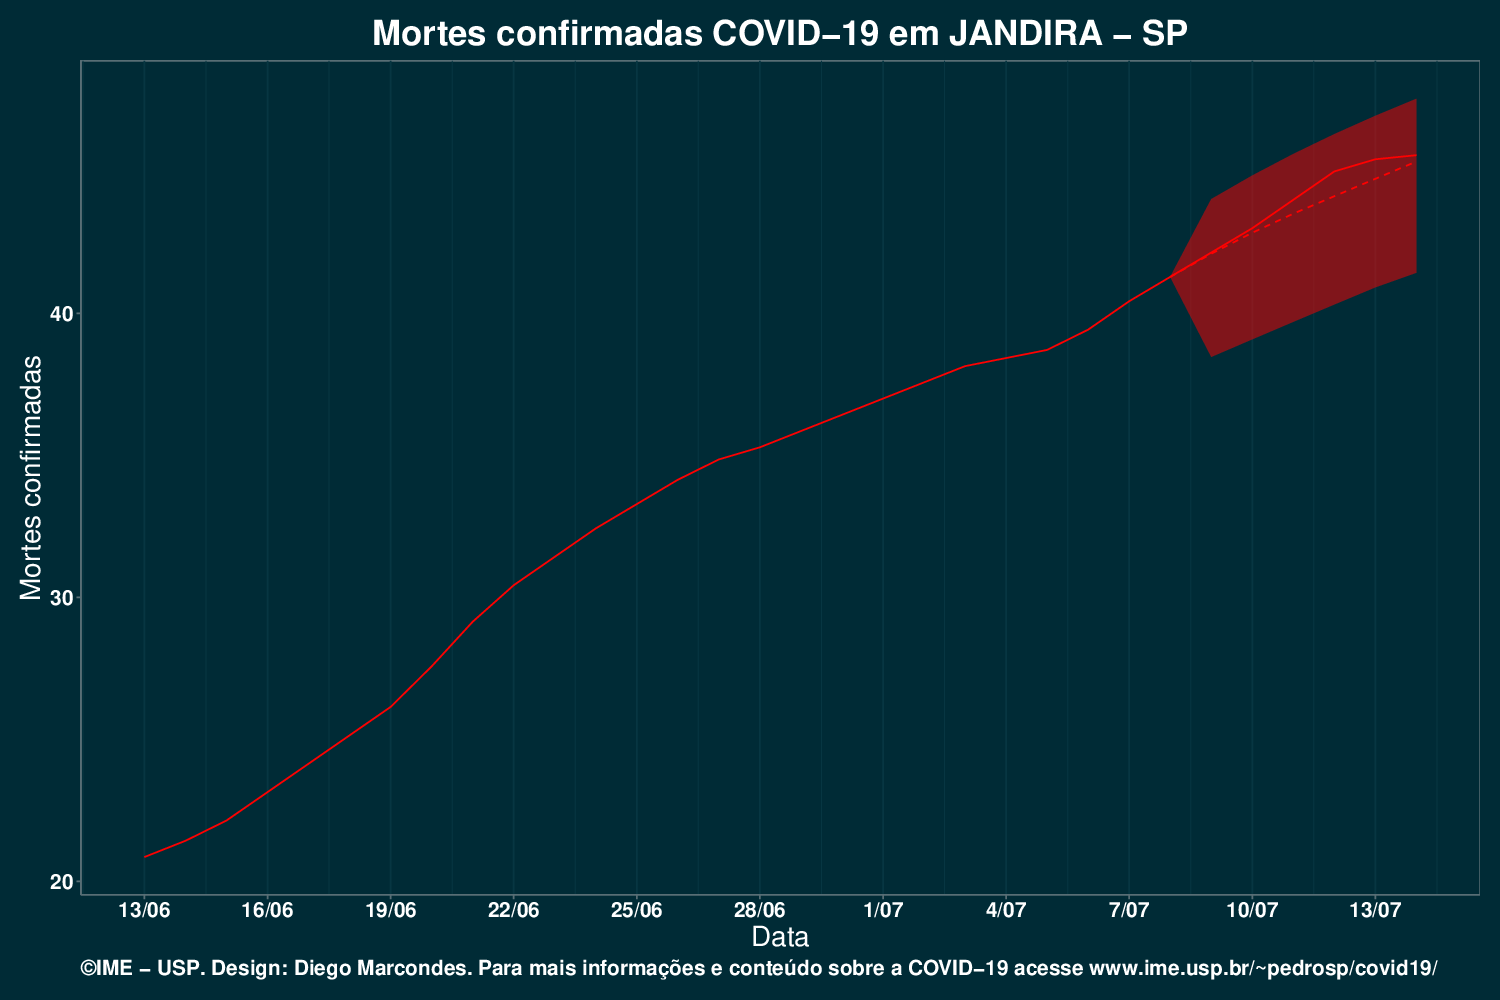 Mortes confirmadas COVID−19 em JANDIRA − SP
Mortes confirmadas
40
30
20
13/06 16/06 19/06 22/06 25/06 28/06 1/07 4/07 7/07 10/07 13/07
Data
©IME − USP. Design: Diego Marcondes. Para mais informações e conteúdo sobre a COVID−19 acesse www.ime.usp.br/~pedrosp/covid19/